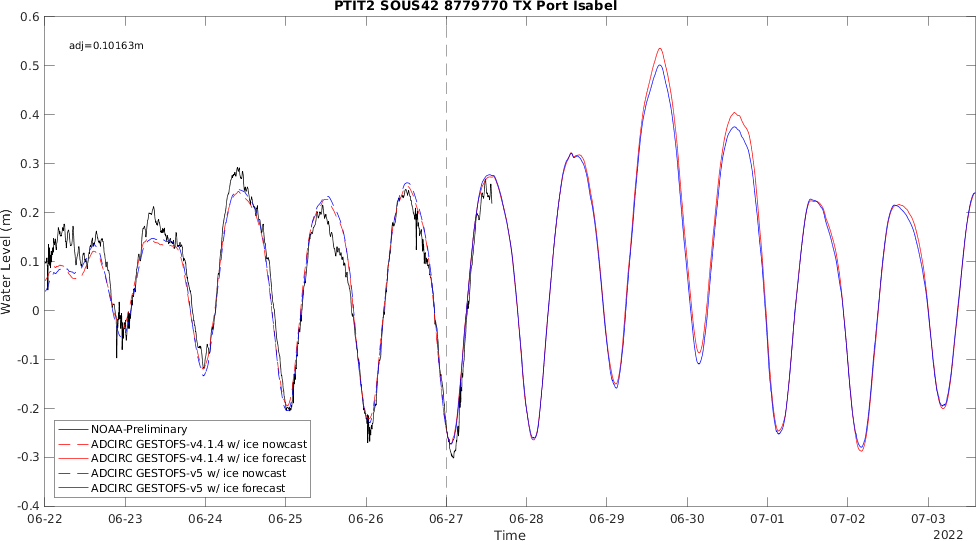 PTIT2 SOUS42 8779770 TX Port Isabel
adj=0.10163m
Water Level (m)
0.6
0.5
0.4
0.3
0.2
0.1
0
-0.1
-0.2
-0.3
-0.4
NOAA-Preliminary
ADCIRC GESTOFS-v4.1.4 w/ ice nowcast
ADCIRC GESTOFS-v4.1.4 w/ ice forecast
ADCIRC GESTOFS-v5 w/ ice nowcast
ADCIRC GESTOFS-v5 w/ ice forecast
06-22 06-23 06-24 06-25 06-26 06-27 06-28 06-29 06-30 07-01 07-02 07-03
Time
2022